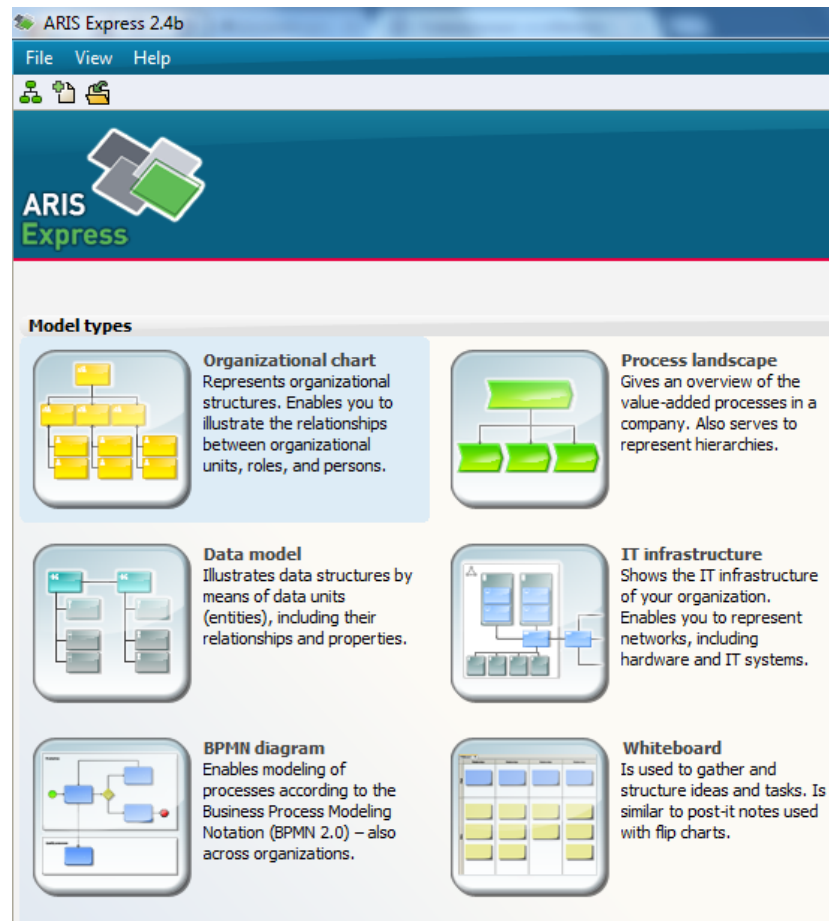 ARIS Express 2.4b
File View Help
ARIS
Express
Model types
Organizational chart
Represents organizational
structures. Enables you to
illustrate the relationships
between organizational
units, roles, and persons.
Process landscape
Gives an overview of the
value-added processes in a
company. Also serves to
represent hierarchies.
Data model
Illustrates data structures by
means of data units
(entities), including their
relationships and properties.
IT infrastructure
Shows the IT infrastructure
of your organization.
Enables you to represent
networks, including
hardware and IT systems.
BPMN diagram
Enables modeling of
processes according to the
Business Process Modeling
Notation (BPMN 2.0) – also
across organizations.
Whiteboard
Is used to gather and
structure ideas and tasks. Is
similar to post-it notes used
with flip charts.